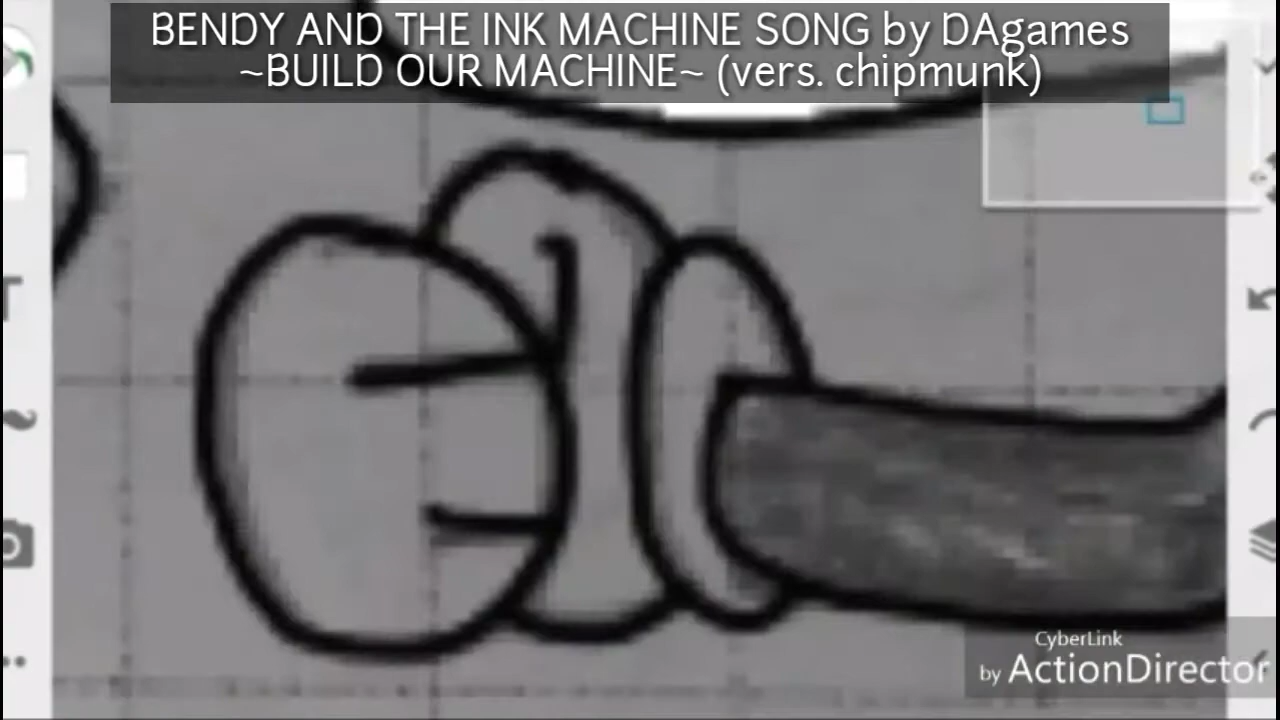 BENDY AND THE INK MACHINE SONG by DAgames
~BUILD OUR MACHINE~ (vers. chipmunk)
T
CyberLink
by ActionDirector